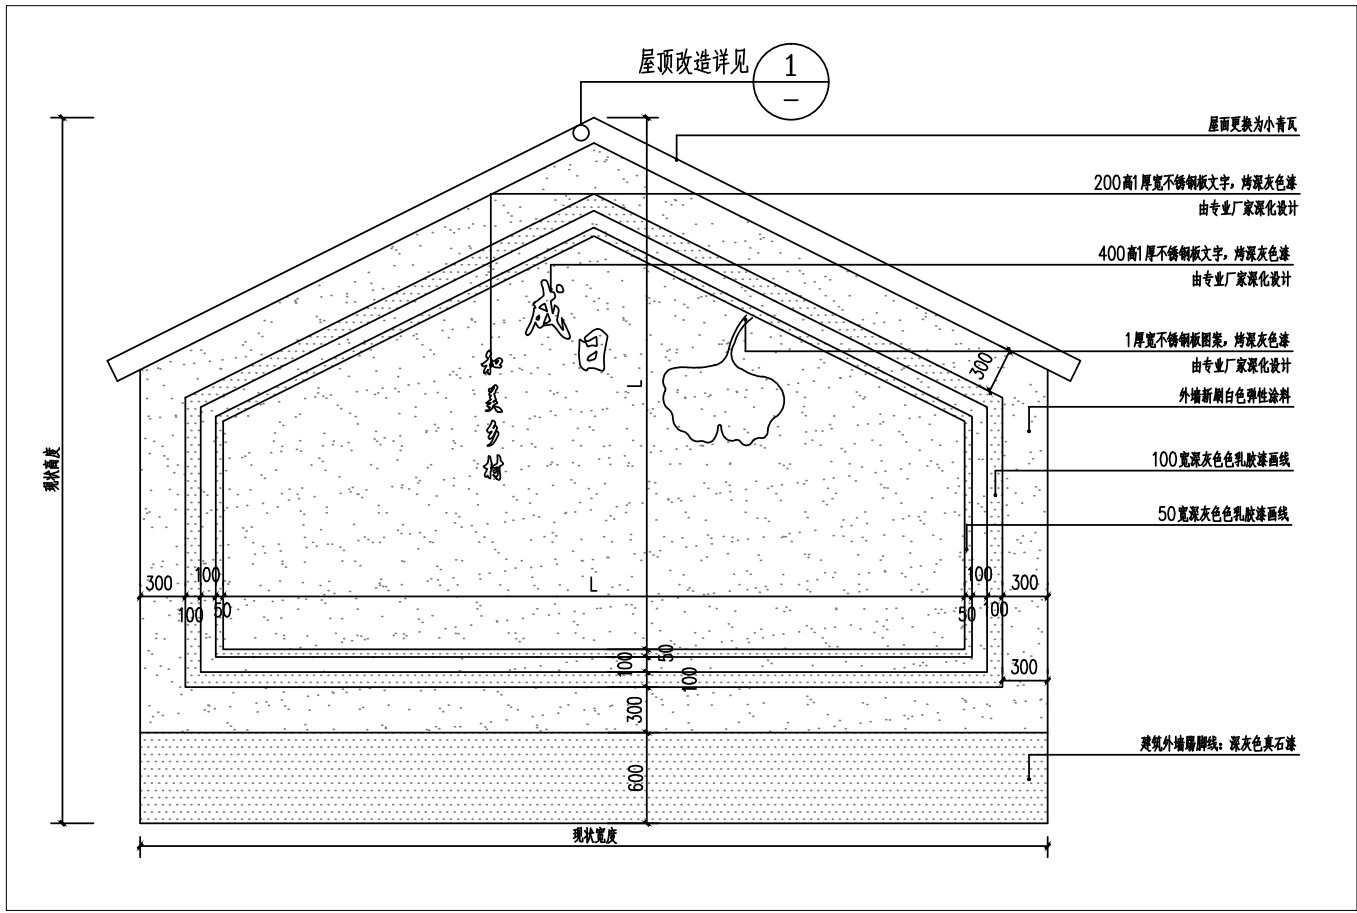 屋顶改造详见
1
—
屋面更换为小青瓦
200高1厚宽不锈钢板文字，烤深灰色漆
由专业厂家深化设计
400高1厚不锈钢板文字，烤深灰色漆
由专业厂家深化设计
1厚宽不锈钢板图案，烤深灰色漆
由专业厂家深化设计
300
外墙新刷白色弹性涂料
100宽深灰色色乳胶漆画线
50宽深灰色色乳胶漆画线
和美乡村
L
现状高度
300
100
100
50
L
100
50
100
300
50
100
100
300
300
600
建筑外墙踢脚线：深灰色真石漆
现状宽度